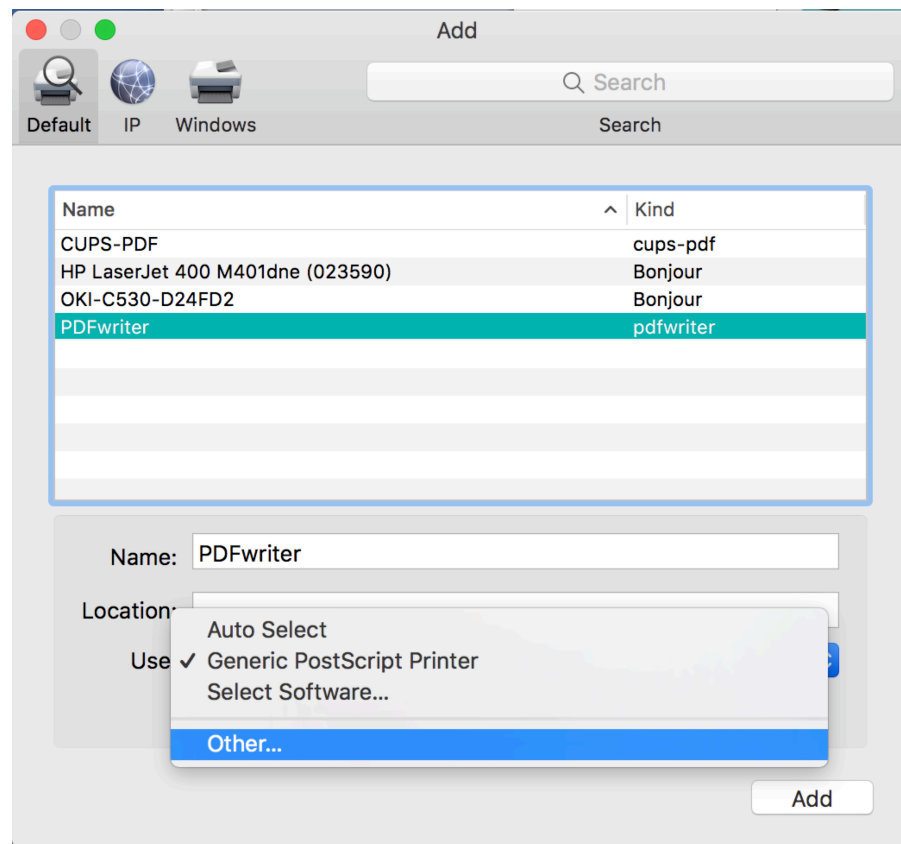 Add
Search
Default IP Windows Search
Name Kind
CUPS-PDF cups-pdf
HP LaserJet 400 M401dne (023590) Bonjour
OKI-C530-D24FD2 Bonjour
PDFwriter pdfwriter
Name: PDFwriter
Location:
Auto Select
Use ✓ Generic PostScript Printer
Select Software...
Other...
Add